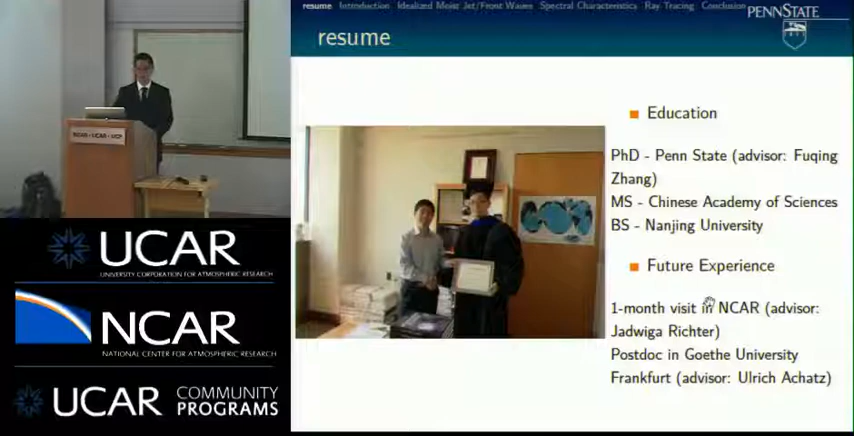 resume Introduction Idealized Moist Jet/Front Waves Spectral Characteristics Ray Tracing Conclusion
PENNSTATE
resume
Education
PhD - Penn State (advisor: Fuqing
Zhang)
MS - Chinese Academy of Sciences
BS - Nanjing University
Future Experience
1-month visit in NCAR (advisor:
Jadwiga Richter)
Postdoc in Goethe University
Frankfurt (advisor: Ulrich Achatz)
NCAR • UCAR • UCP
UCAR
UNIVERSITY CORPORATION FOR ATMOSPHERIC RESEARCH
NCAR
NATIONAL CENTER FOR ATMOSPHERIC RESEARCH
UCAR COMMUNITY
PROGRAMS